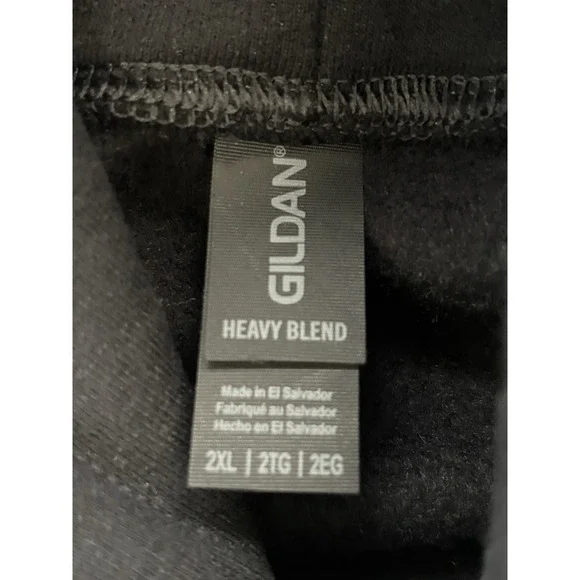 GILDAN®
HEAVY BLEND
Made in El Salvador
Fabriqué au Salvador
Hecho en El Salvador
2XL | 2TG | 2EG